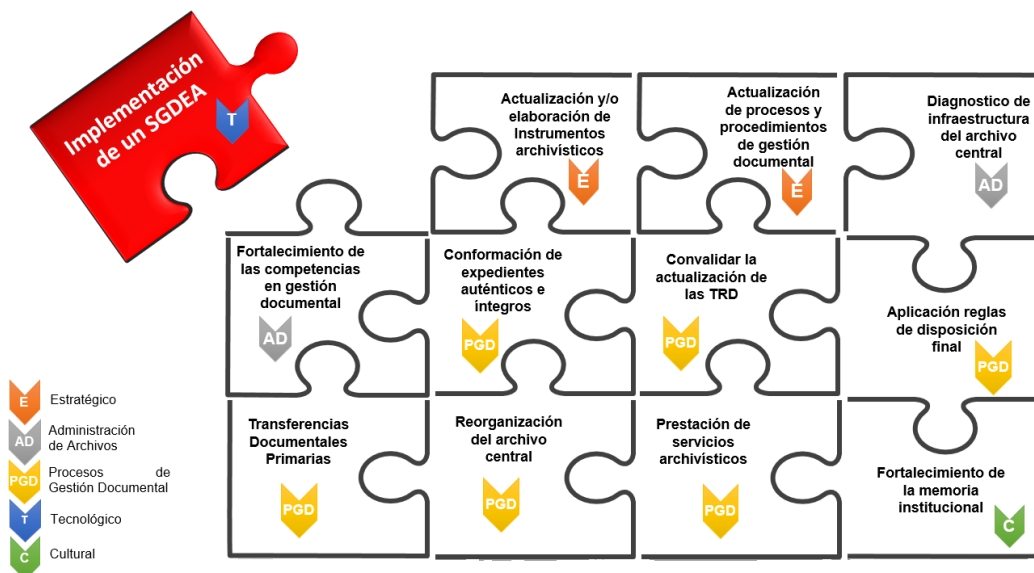 Implementación
de un SGDEA
T
Actualización y/o
elaboración de
Instrumentos
archivísticos
E
Actualización
de procesos y
procedimientos
de gestión
documental
E
Diagnostico de
infraestructura
del archivo
central
AD
Fortalecimiento de
las competencias
en gestión
documental
AD
Conformación de
expedientes
auténticos e
íntegros
PGD
Convalidar la
actualización de
las TRD
PGD
Aplicación reglas
de disposición
final
PGD
Transferencias
Documentales
Primarias
PGD
Reorganización
del archivo
central
PGD
Prestación de
servicios
archivísticos
PGD
Fortalecimiento de
la memoria
institucional
C
E Estratégico
AD Administración
de Archivos
PGD Procesos de
Gestión Documental
T Tecnológico
C Cultural